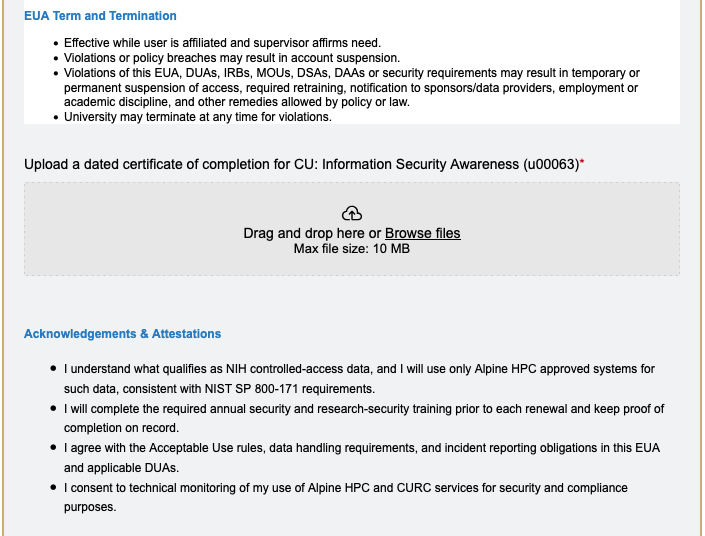 EUA Term and Termination
• Effective while user is affiliated and supervisor affirms need.
• Violations or policy breaches may result in account suspension.
• Violations of this EUA, DUAs, IRBs, MOUs, DSAs, DAAs or security requirements may result in temporary or
permanent suspension of access, required retraining, notification to sponsors/data providers, employment or
academic discipline, and other remedies allowed by policy or law.
• University may terminate at any time for violations.
Upload a dated certificate of completion for CU: Information Security Awareness (u00063)*
Drag and drop here or Browse files
Max file size: 10 MB
Acknowledgements & Attestations
• I understand what qualifies as NIH controlled-access data, and I will use only Alpine HPC approved systems for
such data, consistent with NIST SP 800-171 requirements.
• I will complete the required annual security and research-security training prior to each renewal and keep proof of
completion on record.
• I agree with the Acceptable Use rules, data handling requirements, and incident reporting obligations in this EUA
and applicable DUAs.
• I consent to technical monitoring of my use of Alpine HPC and CURC services for security and compliance
purposes.